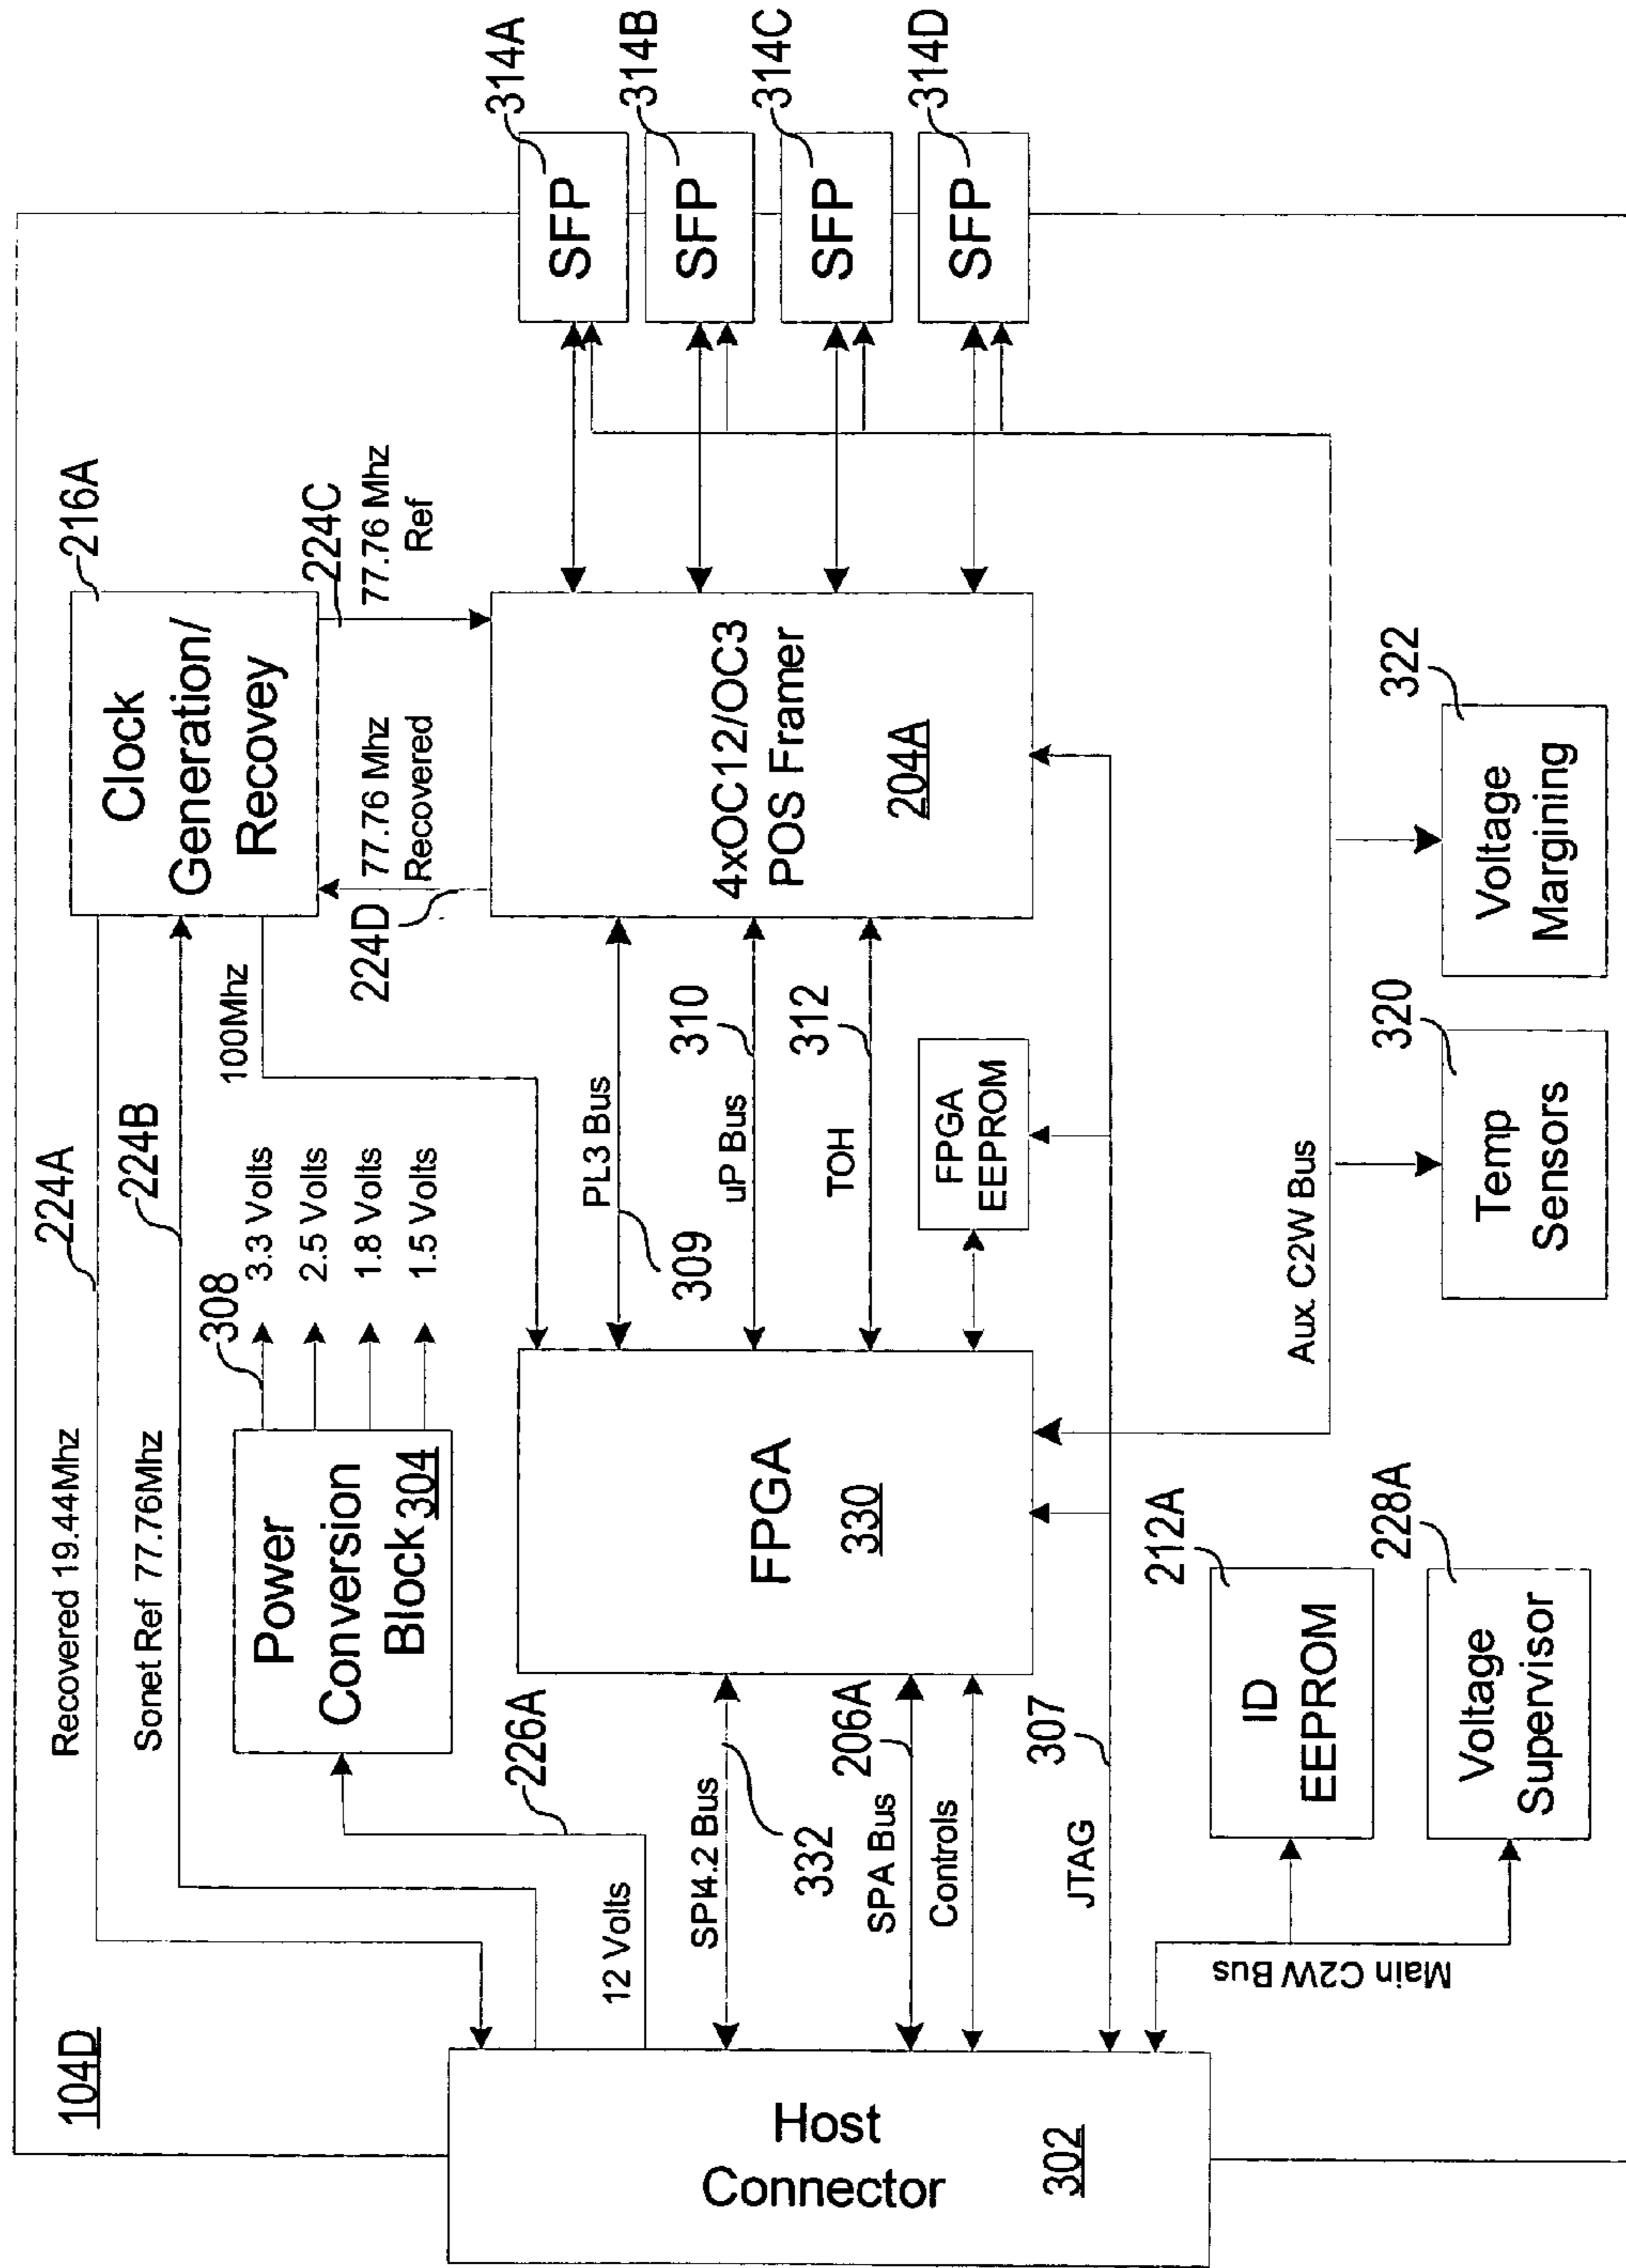 104D
Recovered 19.44Mhz
224A
Sonet Ref 77.76Mhz
224B
216A
Clock
Generation/
Recovey
100Mhz
308
3.3 Volts
2.5 Volts
1.8 Volts
1.5 Volts
Power
Conversion
Block 304
226A
12 Volts
224D
77.76 Mhz
Recovered
224C
77.76 Mhz
Ref
314A
SFP
314B
SFP
314C
SFP
314D
SFP
Host
Connector
302
SPI4.2 Bus
332
SPA Bus
206A
Controls
FPGA
330
PL3 Bus
309
uP Bus
310
TOH
312
4xOC12/OC3
POS Framer
204A
FPGA
EEPROM
JTAG
307
Main C2W Bus
212A
ID
EEPROM
228A
Voltage
Supervisor
Aux. C2W Bus
320
Temp
Sensors
322
Voltage
Margining